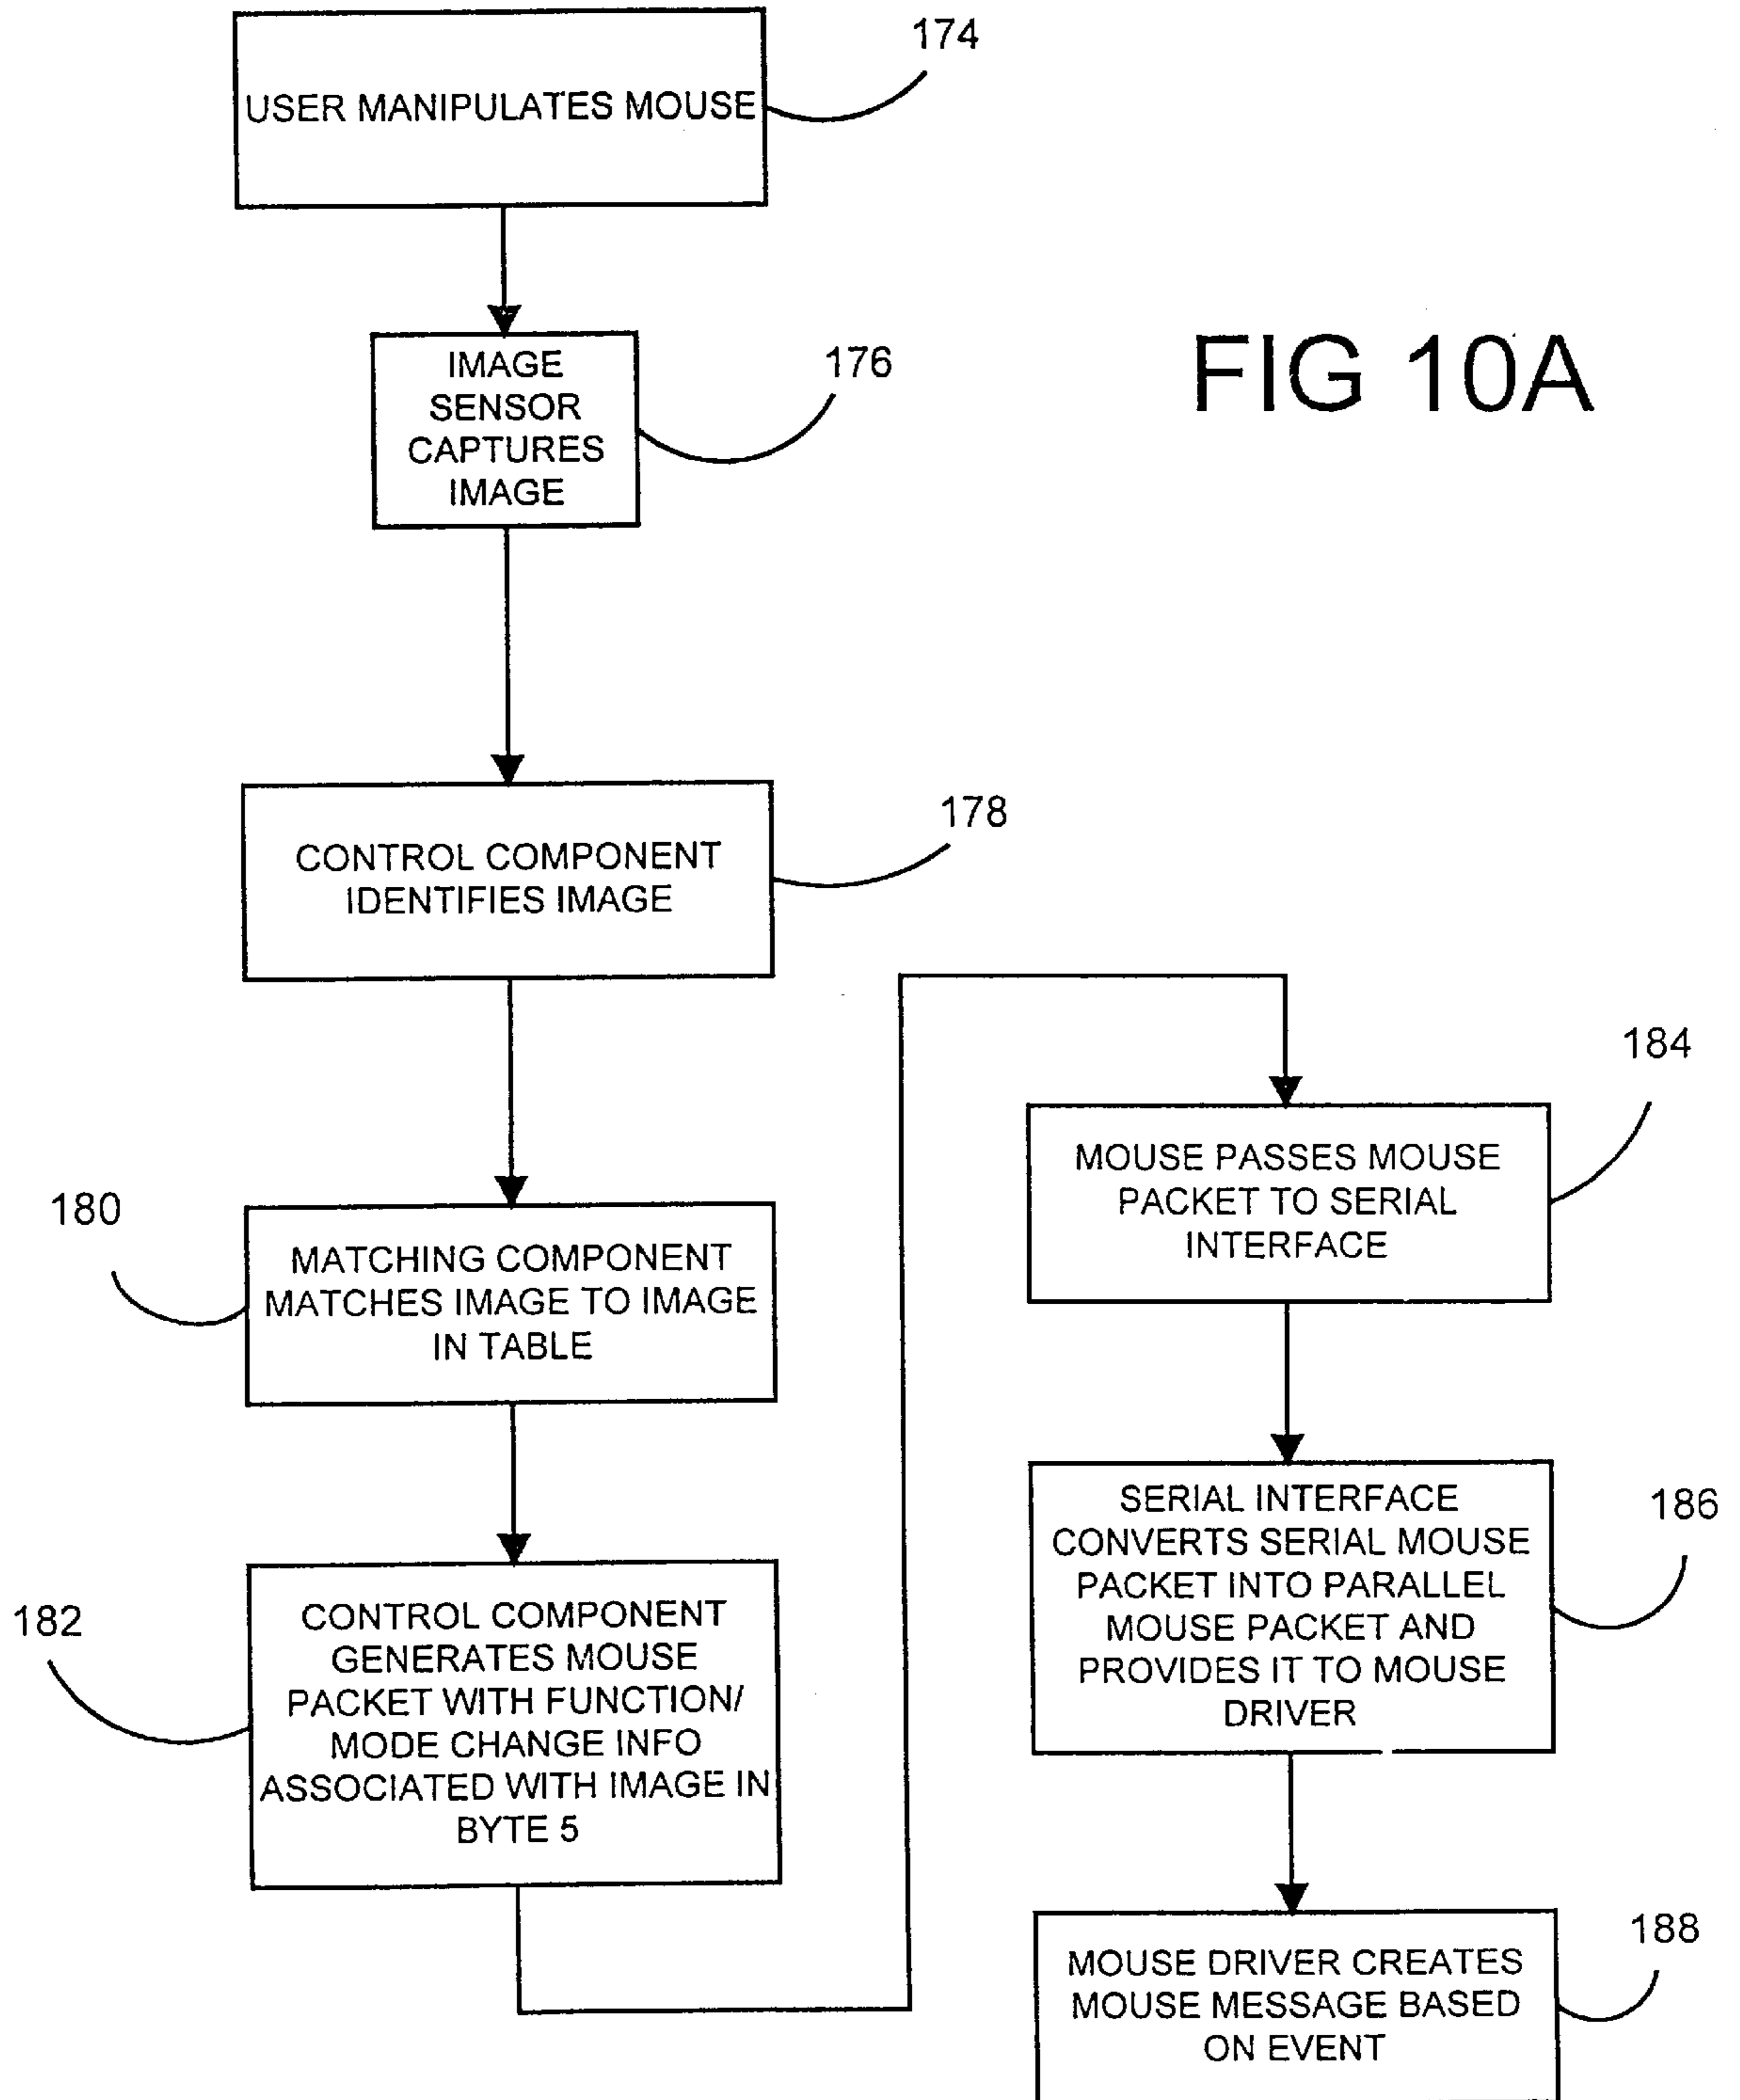 174
USER MANIPULATES MOUSE
176
IMAGE
SENSOR
CAPTURES
IMAGE
FIG 10A
178
CONTROL COMPONENT
IDENTIFIES IMAGE
180
MATCHING COMPONENT
MATCHES IMAGE TO IMAGE
IN TABLE
182
CONTROL COMPONENT
GENERATES MOUSE
PACKET WITH FUNCTION/
MODE CHANGE INFO
ASSOCIATED WITH IMAGE IN
BYTE 5
184
MOUSE PASSES MOUSE
PACKET TO SERIAL
INTERFACE
186
SERIAL INTERFACE
CONVERTS SERIAL MOUSE
PACKET INTO PARALLEL
MOUSE PACKET AND
PROVIDES IT TO MOUSE
DRIVER
188
MOUSE DRIVER CREATES
MOUSE MESSAGE BASED
ON EVENT